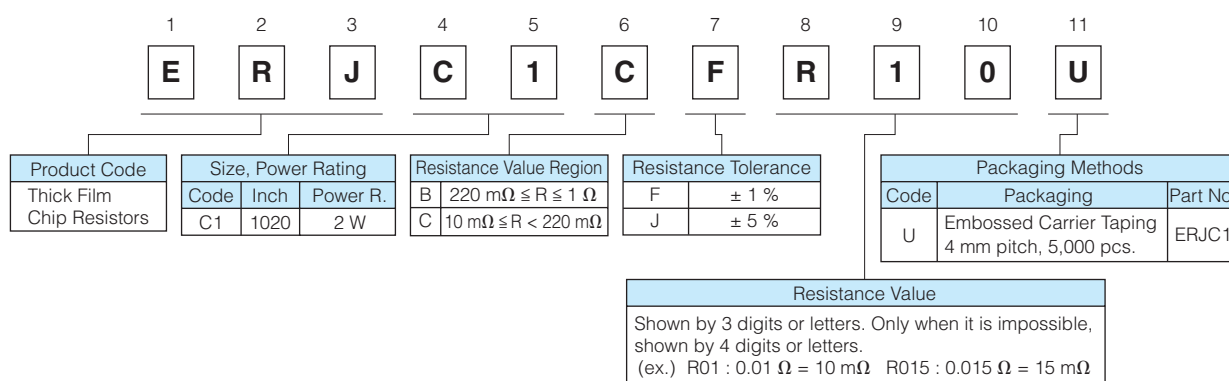 1 2 3 4 5 6 7 8 9 10 11
E R J C 1 C F R 1 0 U
Product Code
Thick Film
Chip Resistors
Size, Power Rating
Code Inch Power R.
C1 1020 2 W
Resistance Value Region
B 220 mΩ ≦ R ≦ 1 Ω
C 10 mΩ ≦ R < 220 mΩ
Resistance Tolerance
F ± 1 %
J ± 5 %
Packaging Methods
Code Packaging Part No
U Embossed Carrier Taping
4 mm pitch, 5,000 pcs.
ERJC1
Resistance Value
Shown by 3 digits or letters. Only when it is impossible,
shown by 4 digits or letters.
(ex.) R01 : 0.01 Ω = 10 mΩ R015 : 0.015 Ω = 15 mΩ